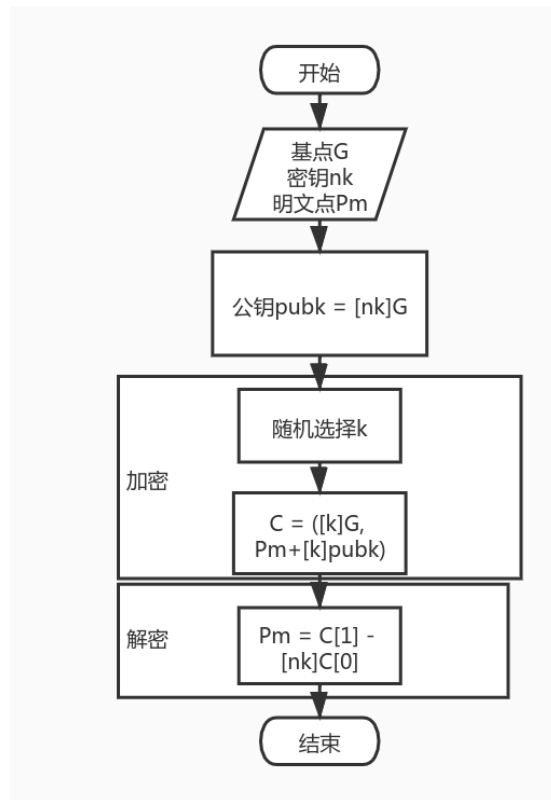 开始
基点G
密钥nk
明文点Pm
公钥pubk = [nk]G
随机选择k
加密
C = ([k]G,
Pm+[k]pubk)
解密
Pm = C[1] -
[nk]C[0]
结束